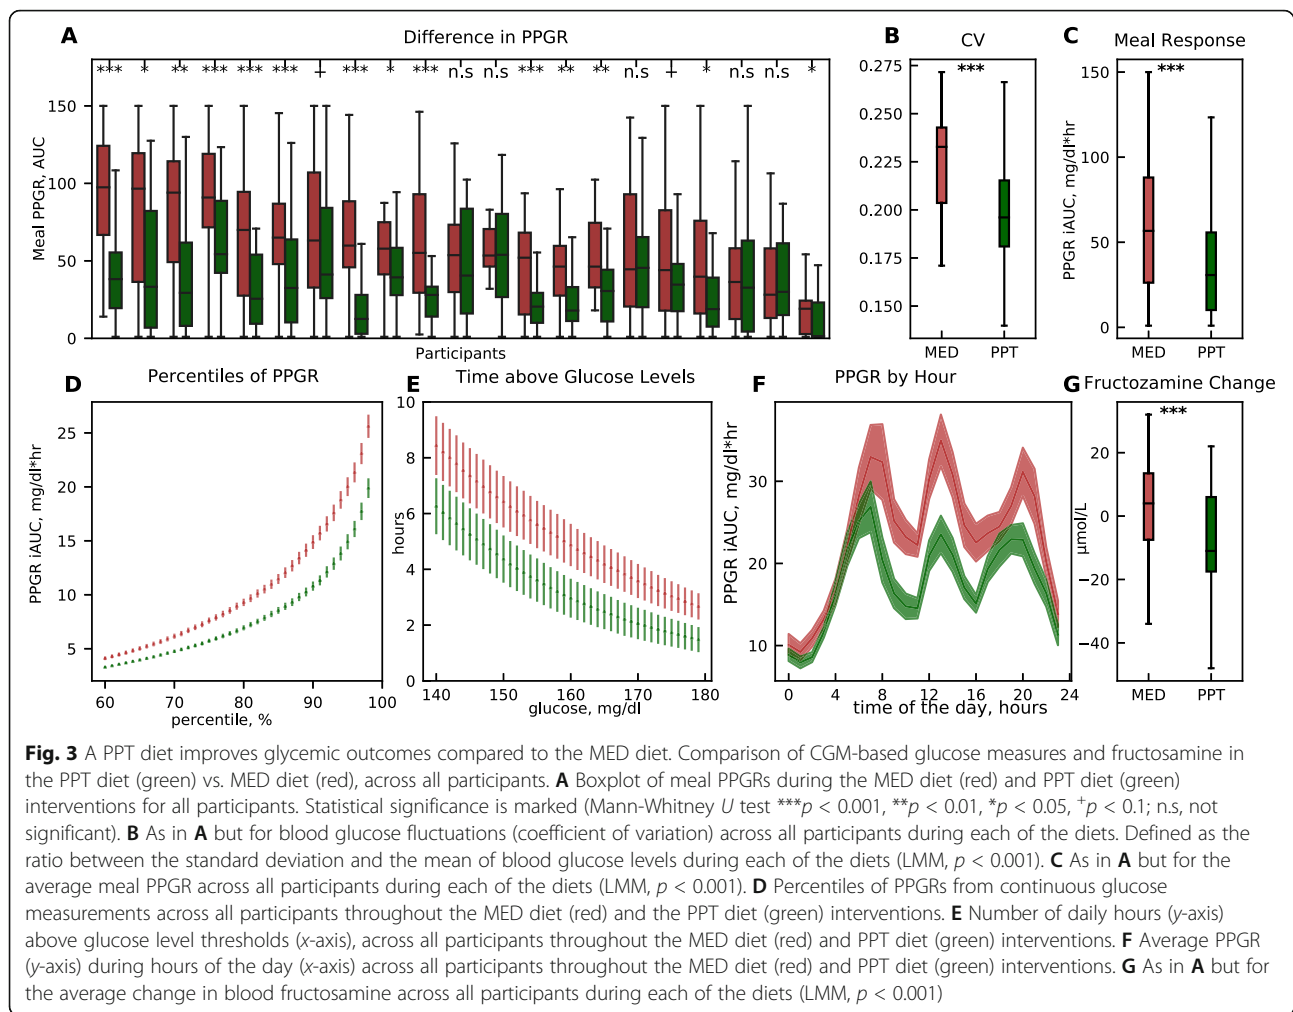 A
Difference in PPGR
*** * ** *** *** *** + *** * *** n.s n.s *** ** ** n.s + * n.s n.s *
Meal PPGR, AUC
150
100
50
0
Participants
B
CV
***
0.275
0.250
0.225
0.200
0.175
0.150
MED PPT
C
Meal Response
***
PPGR iAUC, mg/dl*hr
150
100
50
0
MED PPT
D
Percentiles of PPGR
PPGR iAUC, mg/dl*hr
25
20
15
10
5
60 70 80 90 100
percentile, %
E
Time above Glucose Levels
hours
10
8
6
4
2
0
140 150 160 170 180
glucose, mg/dl
F
PPGR by Hour
PPGR iAUC, mg/dl*hr
30
20
10
0 4 8 12 16 20 24
time of the day, hours
G
Fructozamine Change
***
μmol/L
20
0
−20
−40
MED PPT
Fig. 3 A PPT diet improves glycemic outcomes compared to the MED diet. Comparison of CGM-based glucose measures and fructosamine in
the PPT diet (green) vs. MED diet (red), across all participants. A Boxplot of meal PPGRs during the MED diet (red) and PPT diet (green)
interventions for all participants. Statistical significance is marked (Mann-Whitney U test ***p < 0.001, **p < 0.01, *p < 0.05, +p < 0.1; n.s, not
significant). B As in A but for blood glucose fluctuations (coefficient of variation) across all participants during each of the diets. Defined as the
ratio between the standard deviation and the mean of blood glucose levels during each of the diets (LMM, p < 0.001). C As in A but for the
average meal PPGR across all participants during each of the diets (LMM, p < 0.001). D Percentiles of PPGRs from continuous glucose
measurements across all participants throughout the MED diet (red) and the PPT diet (green) interventions. E Number of daily hours (y-axis)
above glucose level thresholds (x-axis), across all participants throughout the MED diet (red) and PPT diet (green) interventions. F Average PPGR
(y-axis) during hours of the day (x-axis) across all participants throughout the MED diet (red) and PPT diet (green) interventions. G As in A but for
the average change in blood fructosamine across all participants during each of the diets (LMM, p < 0.001)